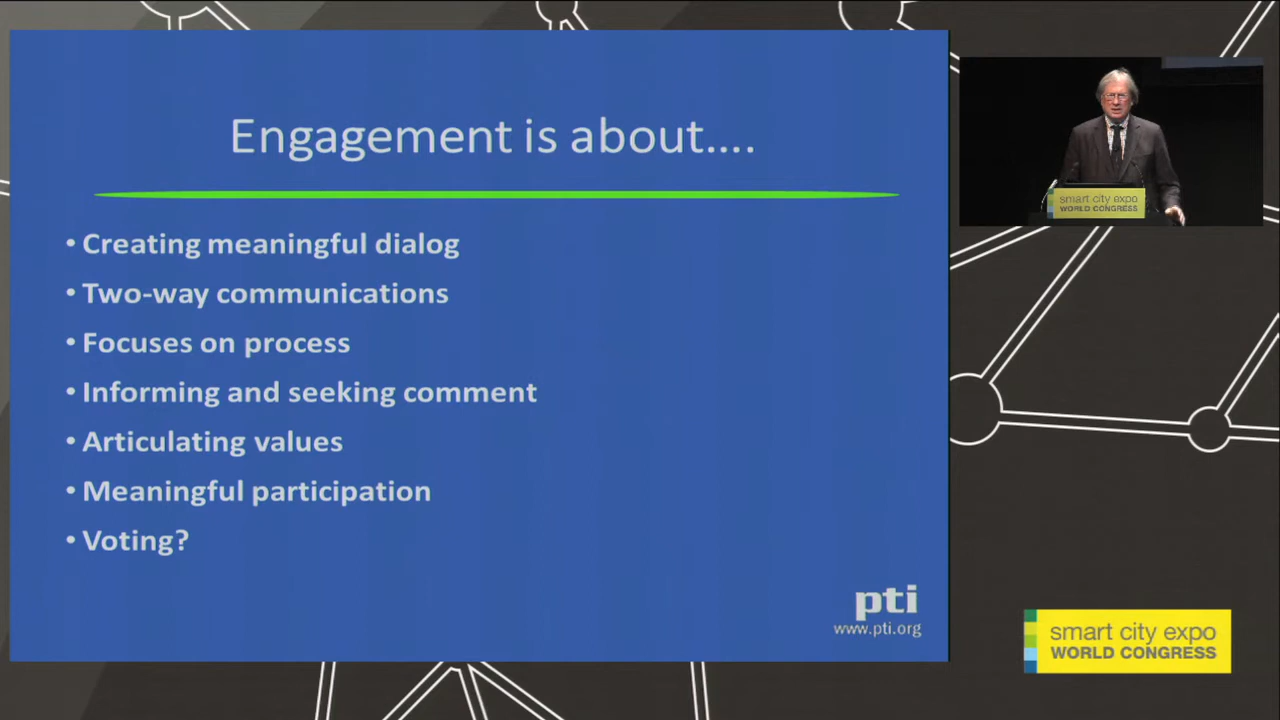 Engagement is about….
• Creating meaningful dialog
• Two-way communications
• Focuses on process
• Informing and seeking comment
• Articulating values
• Meaningful participation
• Voting?
pti
www.pti.org
smart city expo
WORLD CONGRESS
smart city expo
WORLD CONGRESS